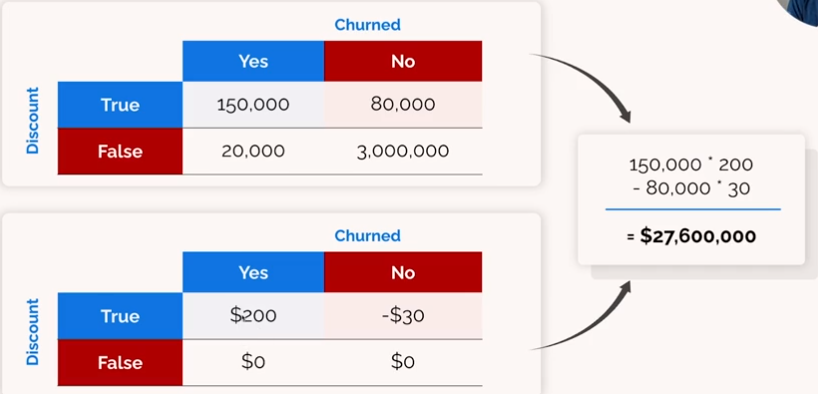 Churned
Yes No
Discount
True 150,000 80,000
False 20,000 3,000,000
150,000 * 200
- 80,000 * 30
= $27,600,000
Churned
Yes No
Discount
True $200 -$30
False $0 $0